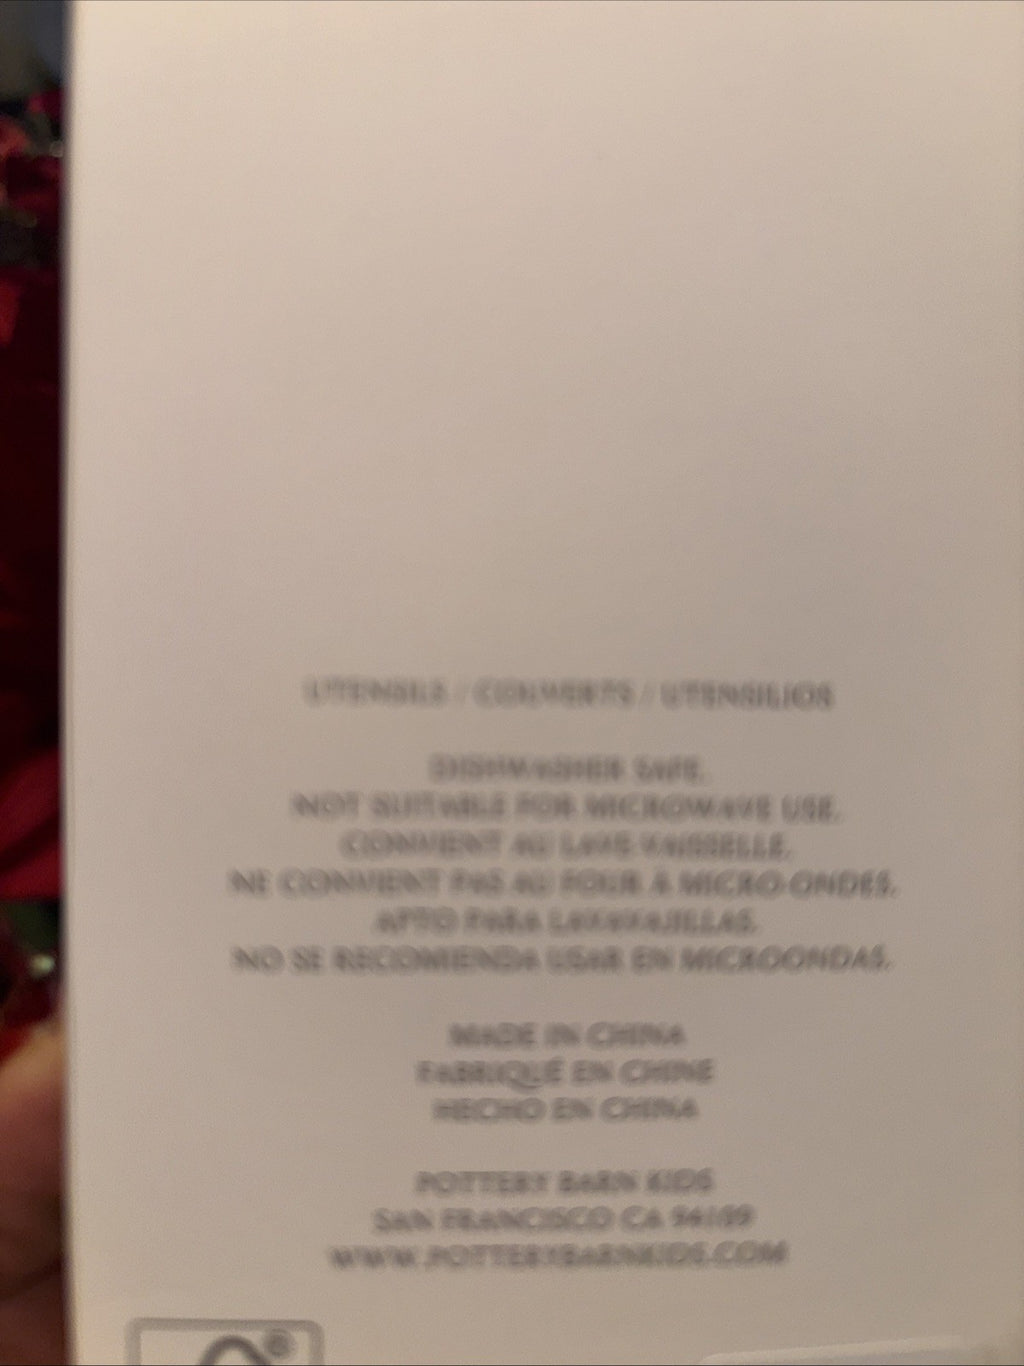 UTENSILS / COUVERTS / UTENSILIOS
DISHWASHER SAFE.
NOT SUITABLE FOR MICROWAVE USE.
CONVIENT AU LAVE-VAISSELLE.
NE CONVIENT PAS AU FOUR À MICRO-ONDES.
APTO PARA LAVAVAJILLAS.
NO SE RECOMIENDA USAR EN MICROONDAS.
MADE IN CHINA
FABRIQUÉ EN CHINE
HECHO EN CHINA
POTTERY BARN KIDS
SAN FRANCISCO CA 94109
WWW.POTTERYBARNKIDS.COM
®